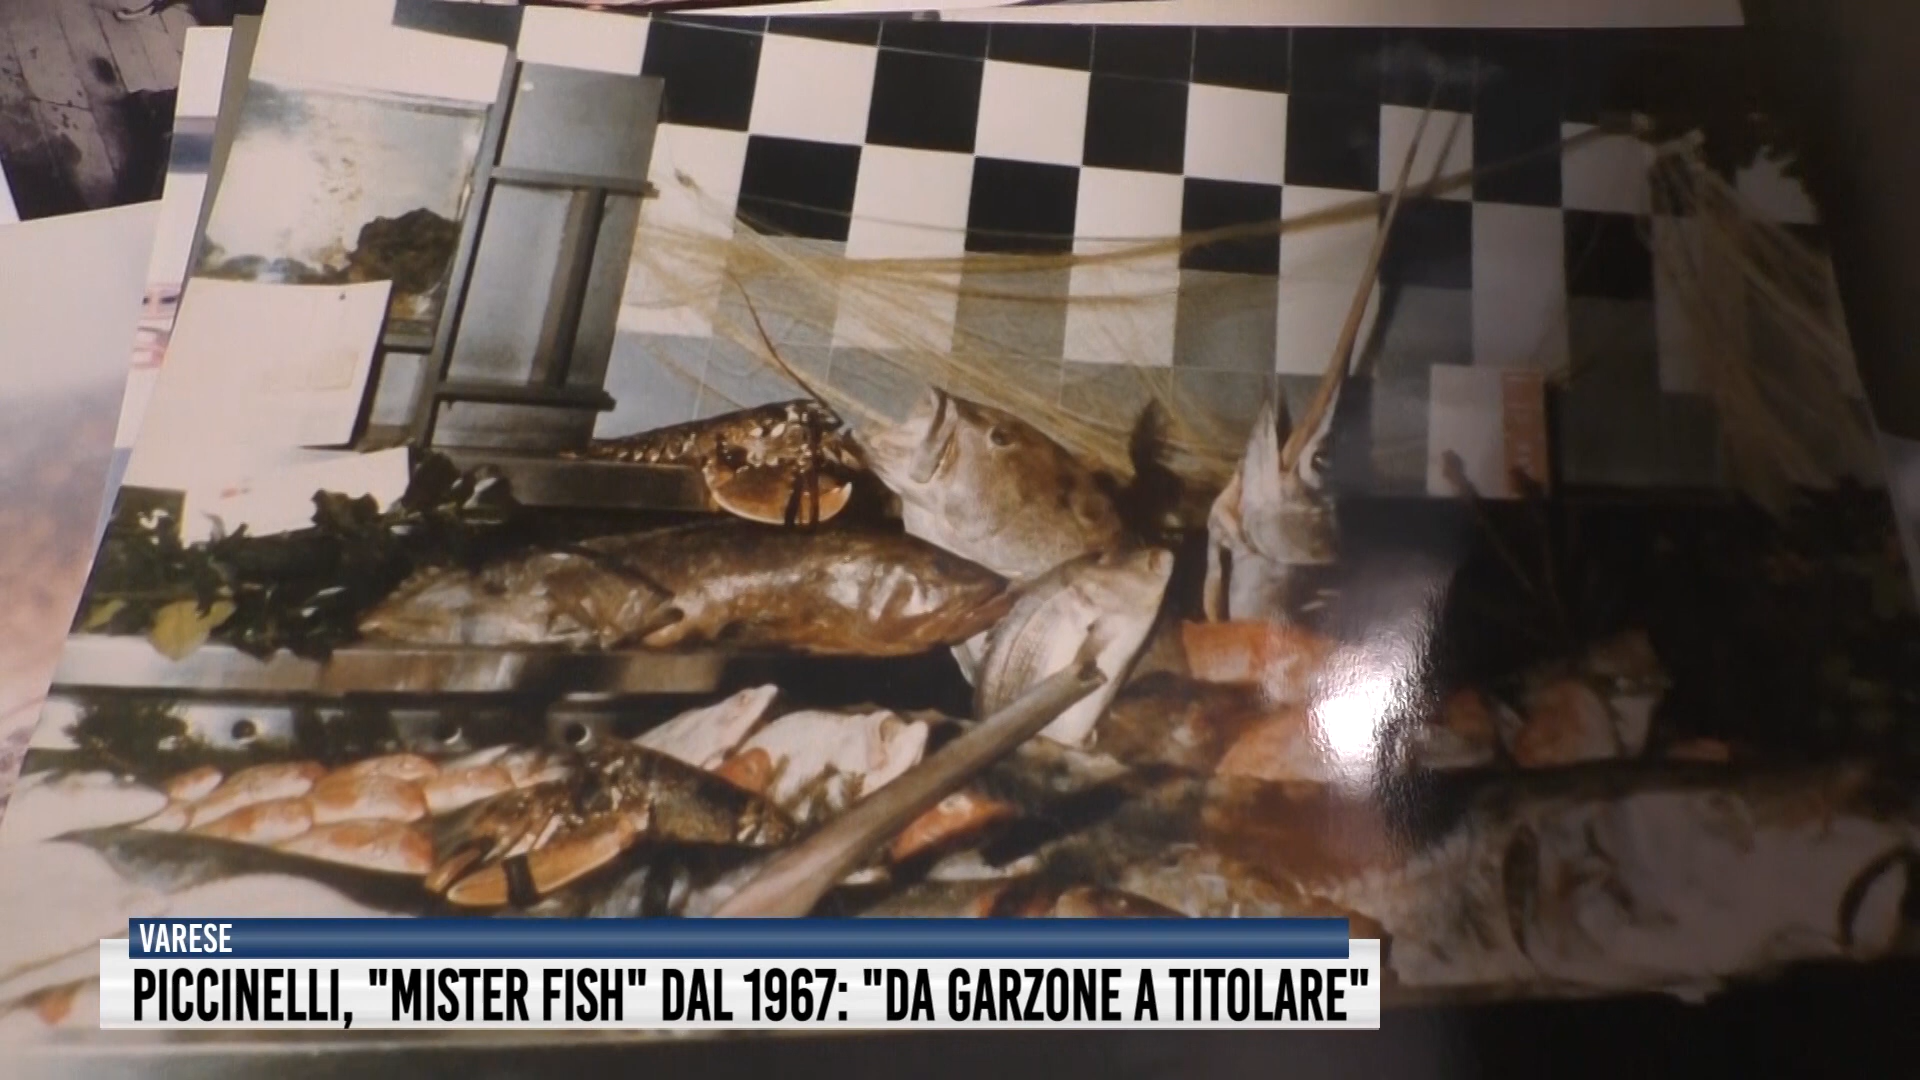 VARESE
PICCINELLI, "MISTER FISH" DAL 1967: "DA GARZONE A TITOLARE"